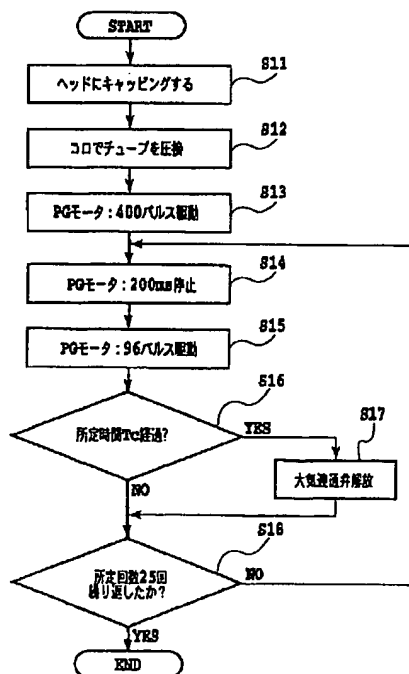 START
S11
ヘッドにキャッピングする
S12
コロでチューブを圧接
S13
PGモータ:400パルス駆動
S14
PGモータ:200ms停止
S15
PGモータ:96パルス駆動
S16
所定時間Tc経過?
YES
S17
大気連通弁解放
NO
S18
所定回数25回
繰り返したか?
NO
YES
END